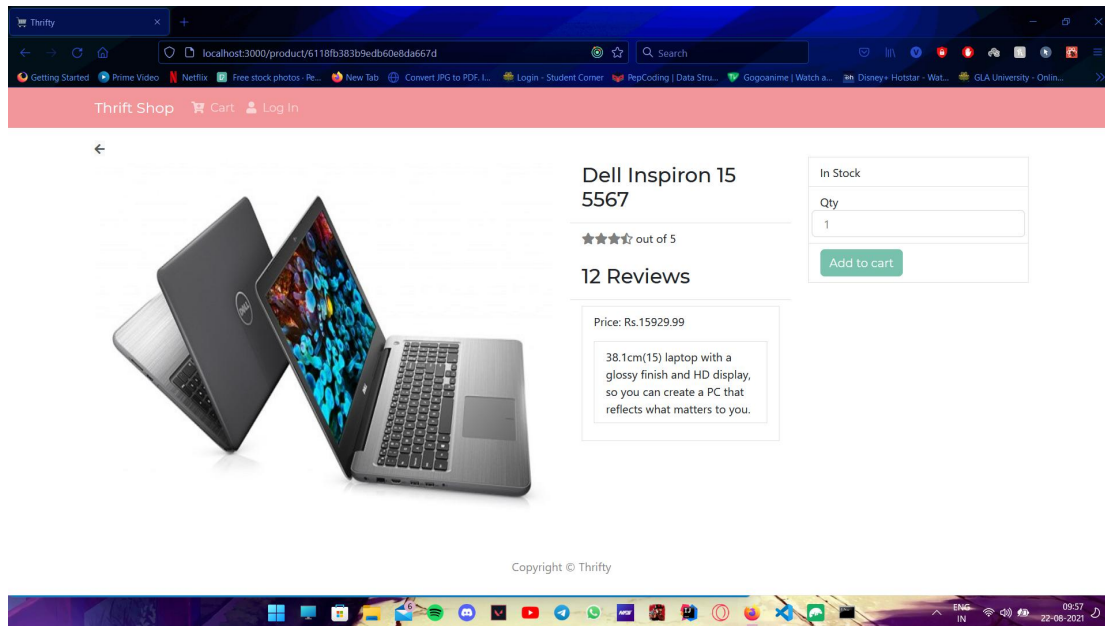 Thrifty
localhost:3000/product/6118fb383b9edb60e8da667d
Search
Getting Started
Prime Video
Netflix
Free stock photos - Pe...
New Tab
Convert JPG to PDF. I...
Login - Student Corner
PepCoding | Data Stru...
Gogoanime | Watch a...
Disney+ Hotstar - Wat...
GLA University - Onlin...
Thrift Shop
Cart
Log In
Dell Inspiron 15
5567
out of 5
12 Reviews
Price: Rs.15929.99
38.1cm(15) laptop with a
glossy finish and HD display,
so you can create a PC that
reflects what matters to you.
In Stock
Qty
1
Add to cart
DELL
Copyright © Thrifty
6
ENG
IN
09:57
22-08-2021